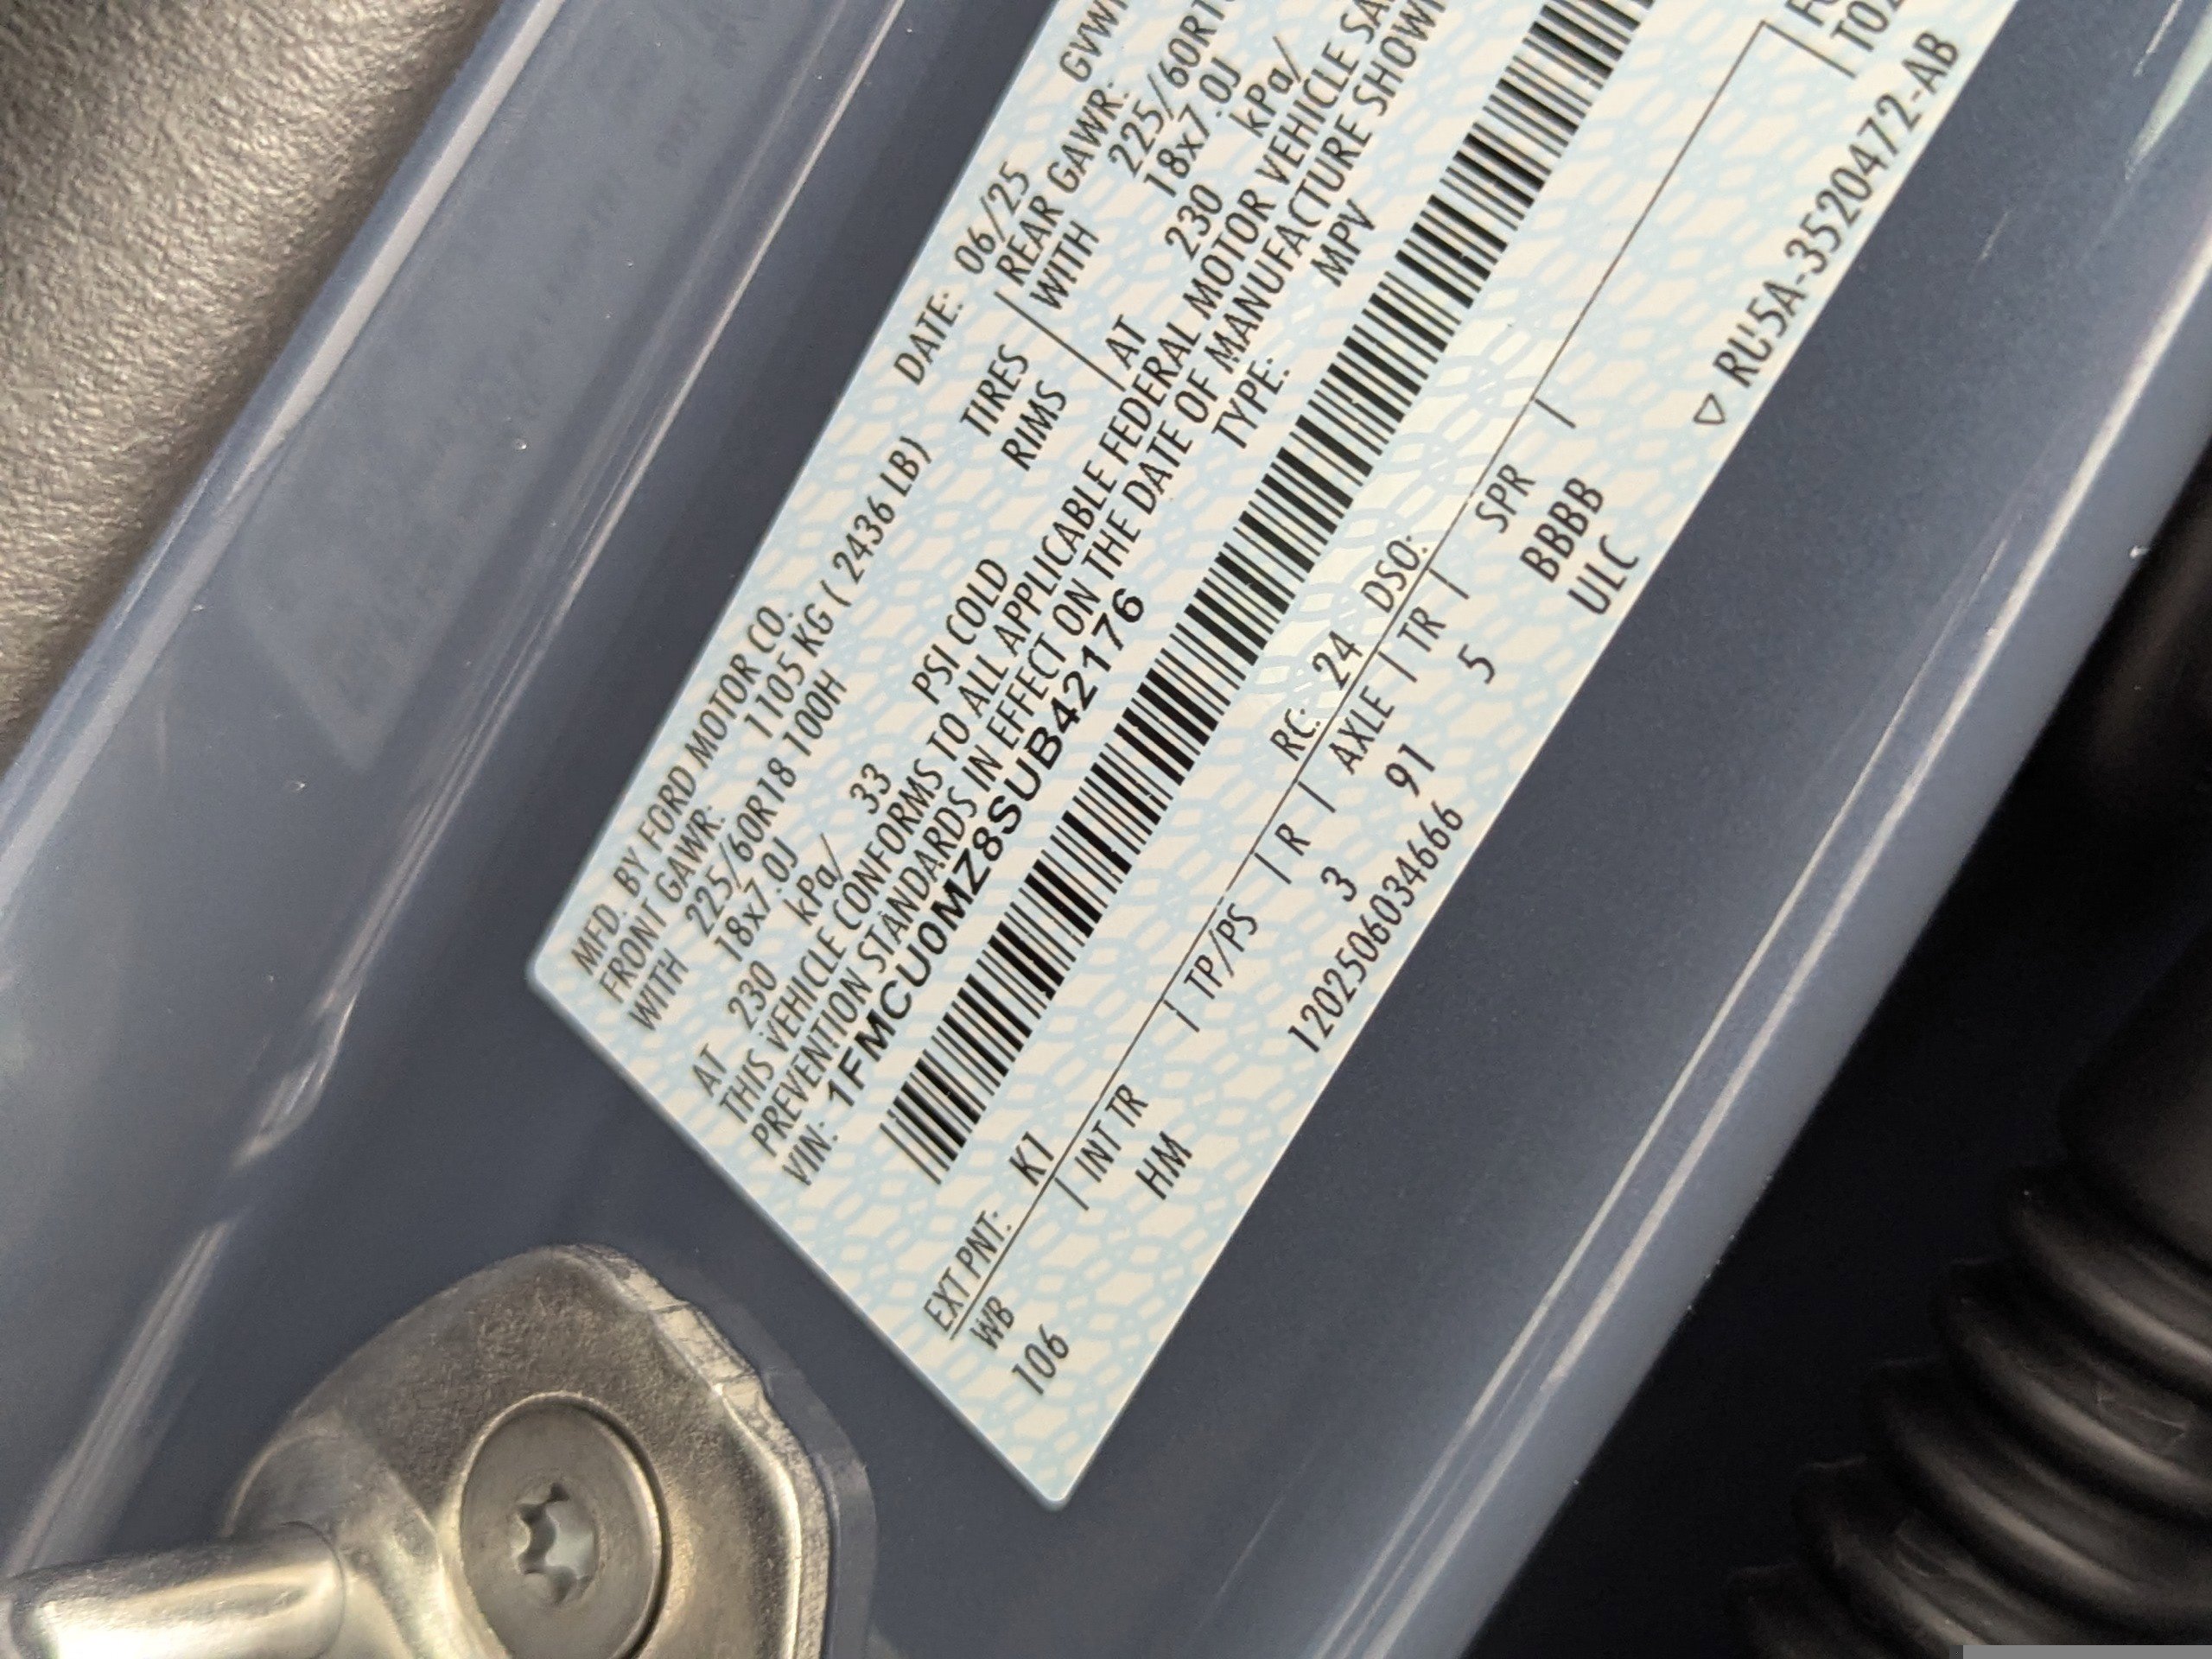 MFD. BY FORD MOTOR CO. DATE: 06/25 GVWR
FRONT GAWR: 1105 KG ( 2436 LB) REAR GAWR:
WITH 225/60R18 100H TIRES WITH 225/60R18
18x7.0J RIMS 18x7.0J
AT 230 kPa/ 33 PSI COLD AT 230 kPa/
THIS VEHICLE CONFORMS TO ALL APPLICABLE FEDERAL MOTOR VEHICLE SA
PREVENTION STANDARDS IN EFFECT ON THE DATE OF MANUFACTURE SHOWN
VIN: 1FMCU0MZ8SUB42176 TYPE: MPV
EXT PNT: K1 RC: 24 DSO:
WB | INT TR | TP/PS | R | AXLE | TR | SPR |
106 HM 3 91 5 BBBB
ULC
1202506034666
▽ RU5A-3520472-AB